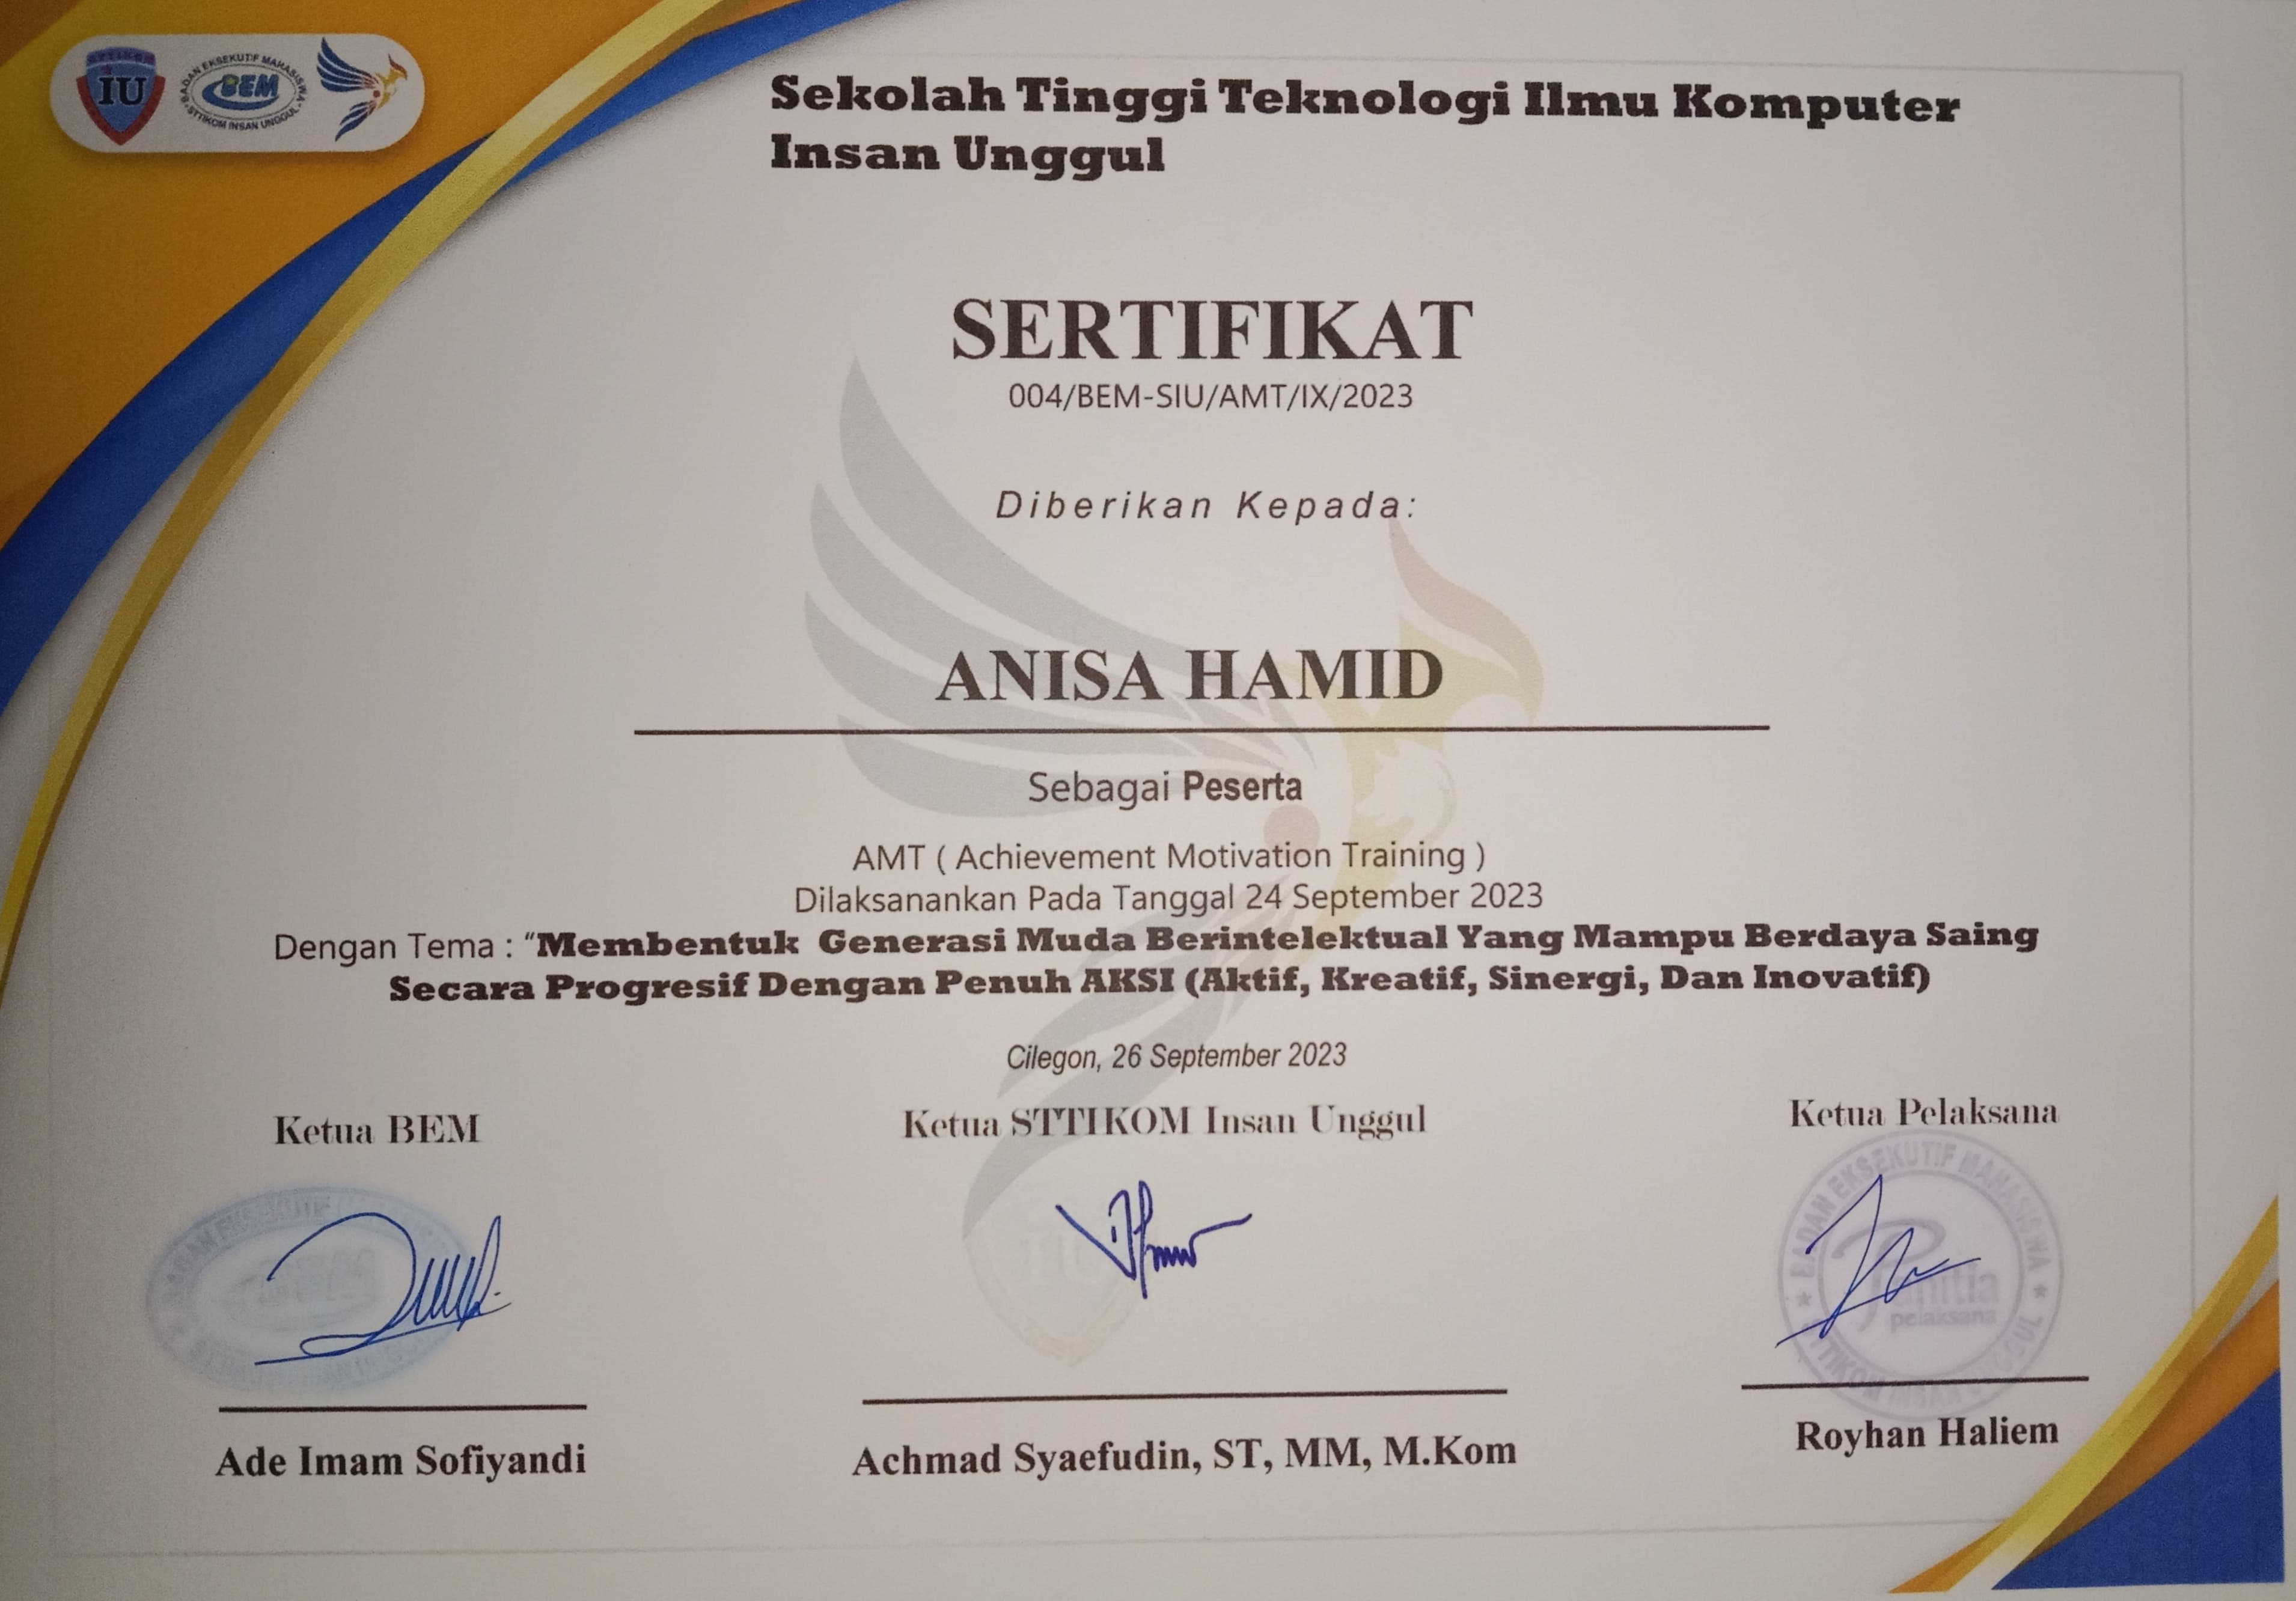 IU
BADAN EKSEKUTIF MAHASISWA
BEM
STTIKOM INSAN UNGGUL
Sekolah Tinggi Teknologi Ilmu Komputer
Insan Unggul
SERTIFIKAT
004/BEM-SIU/AMT/IX/2023
Diberikan Kepada:
ANISA HAMID
Sebagai Peserta
AMT ( Achievement Motivation Training )
Dilaksanankan Pada Tanggal 24 September 2023
Dengan Tema : “Membentuk Generasi Muda Berintelektual Yang Mampu Berdaya Saing
Secara Progresif Dengan Penuh AKSI (Aktif, Kreatif, Sinergi, Dan Inovatif)
Cilegon, 26 September 2023
Ketua BEM
Ketua STTIKOM Insan Unggul
Ketua Pelaksana
BADAN EKSEKUTIF
BADAN EKSEKUTIF MAHASISWA
Panitia
pelaksana
STTIKOM INSAN UNGGUL
Ade Imam Sofiyandi
Achmad Syaefudin, ST, MM, M.Kom
Royhan Haliem